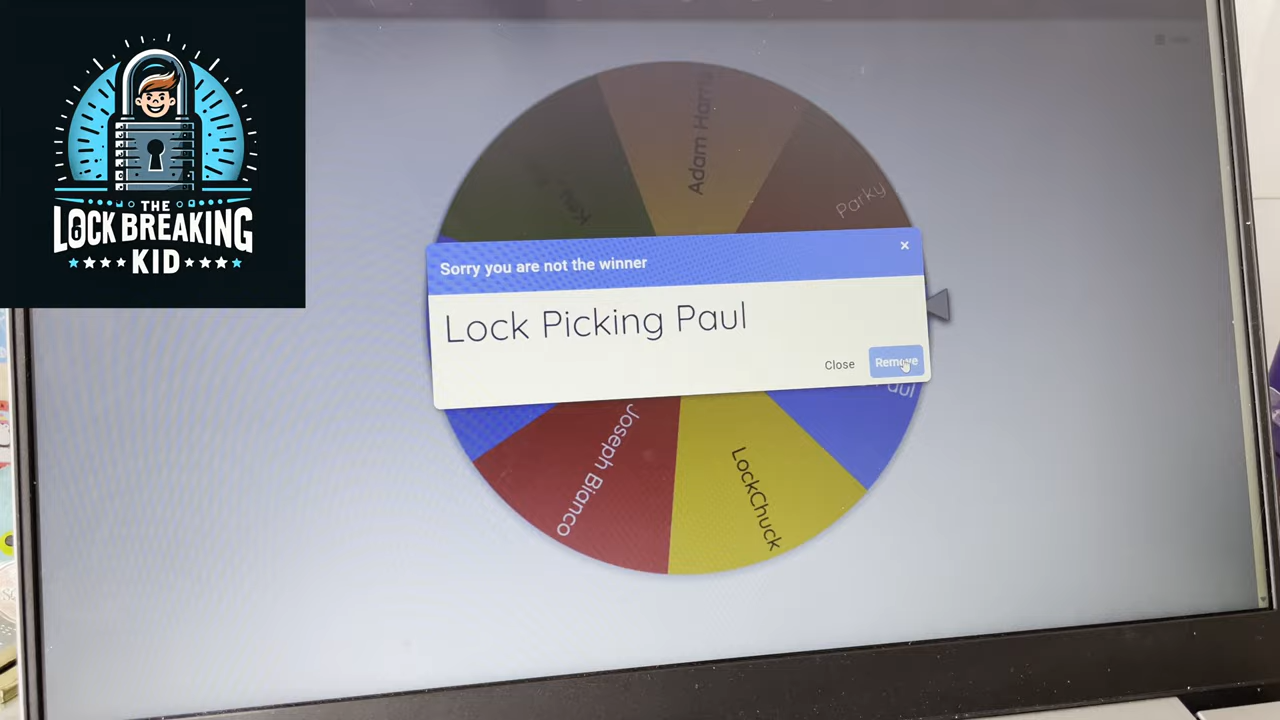 THE
LOCK BREAKING
KID
Adam Harry
Parky
Sorry you are not the winner
×
Lock Picking Paul
Close
Remove
Joseph Bianco
LockChuck